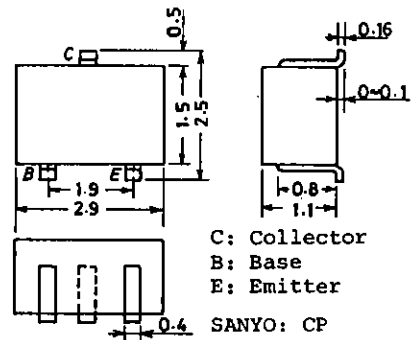 C
0.5
0.16
1.5
2.5
0~0.1
B
E
1.9
2.9
0.8
1.1
C: Collector
B: Base
E: Emitter
0.4
SANYO: CP